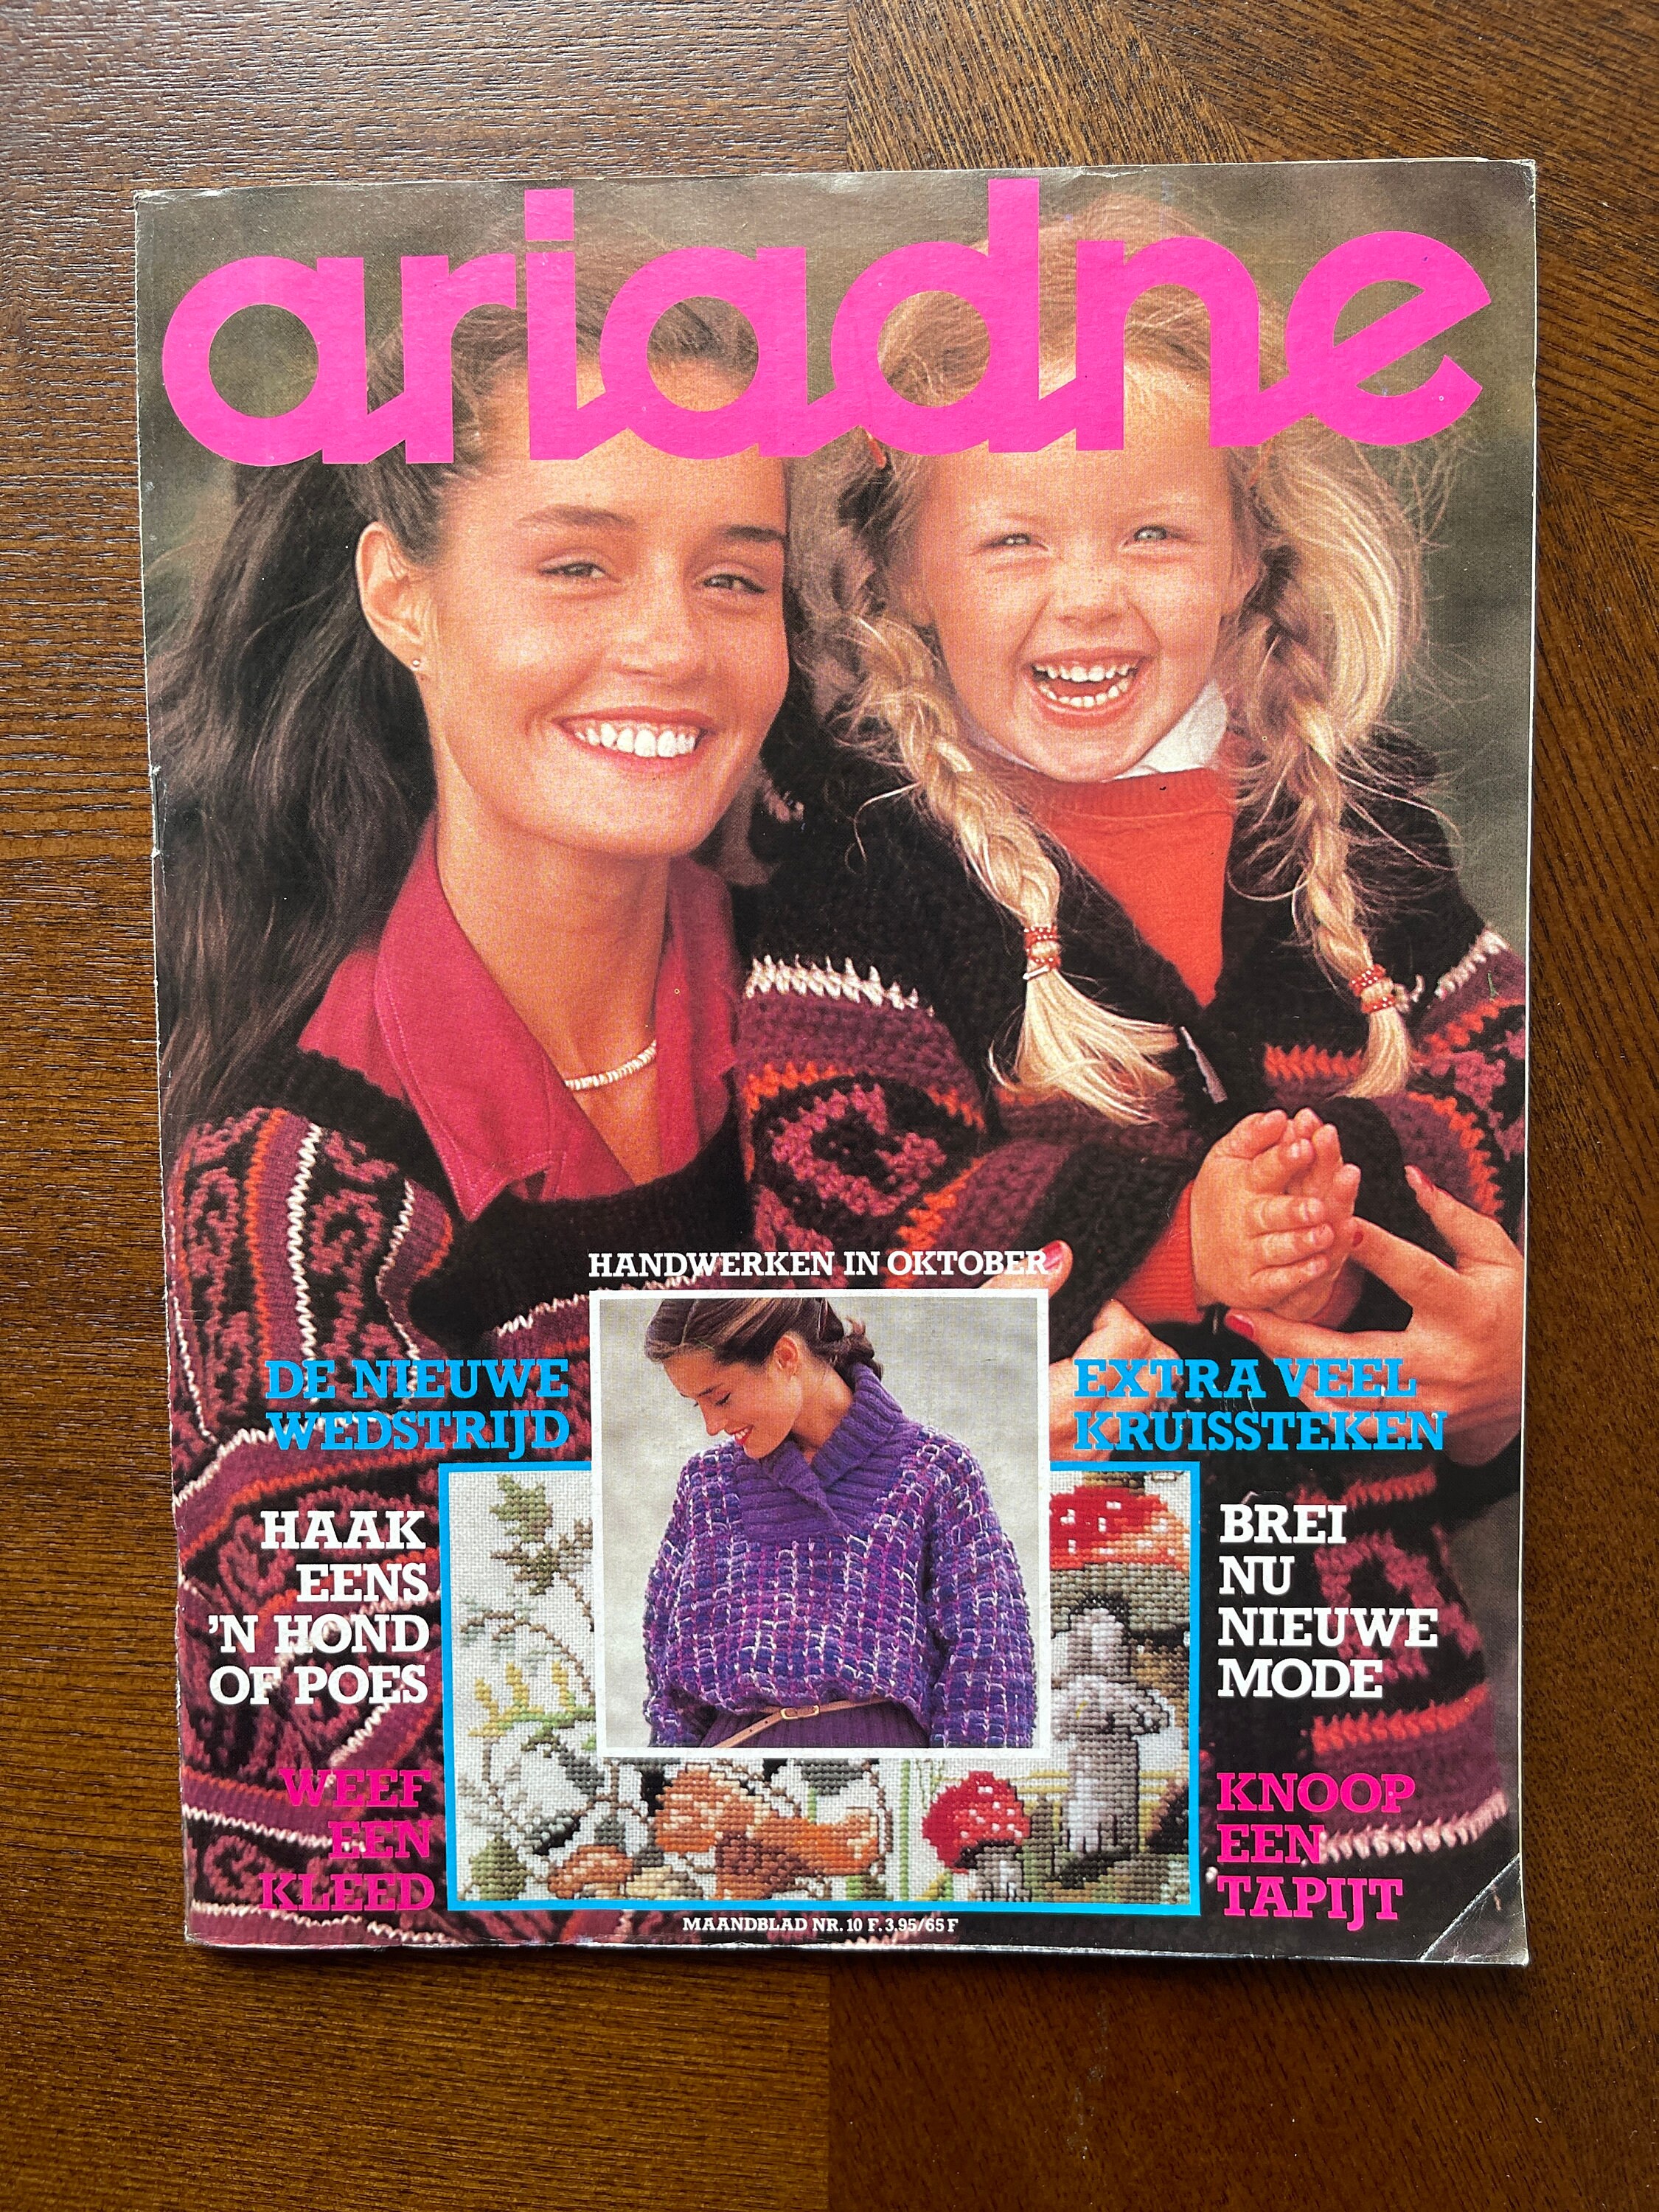 ariadne
HANDWERKEN IN OKTOBER
DE NIEUWE
WEDSTRIJD
EXTRA VEEL
KRUISSTEKEN
HAAK
EENS
'N HOND
OF POES
BREI
NU
NIEUWE
MODE
WEEF
EEN
KLEED
KNOOP
EEN
TAPIJT
MAANDBLAD NR. 10 F. 3,95/65 F